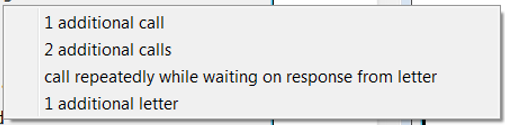 1 additional call
2 additional calls
call repeatedly while waiting on response from letter
1 additional letter